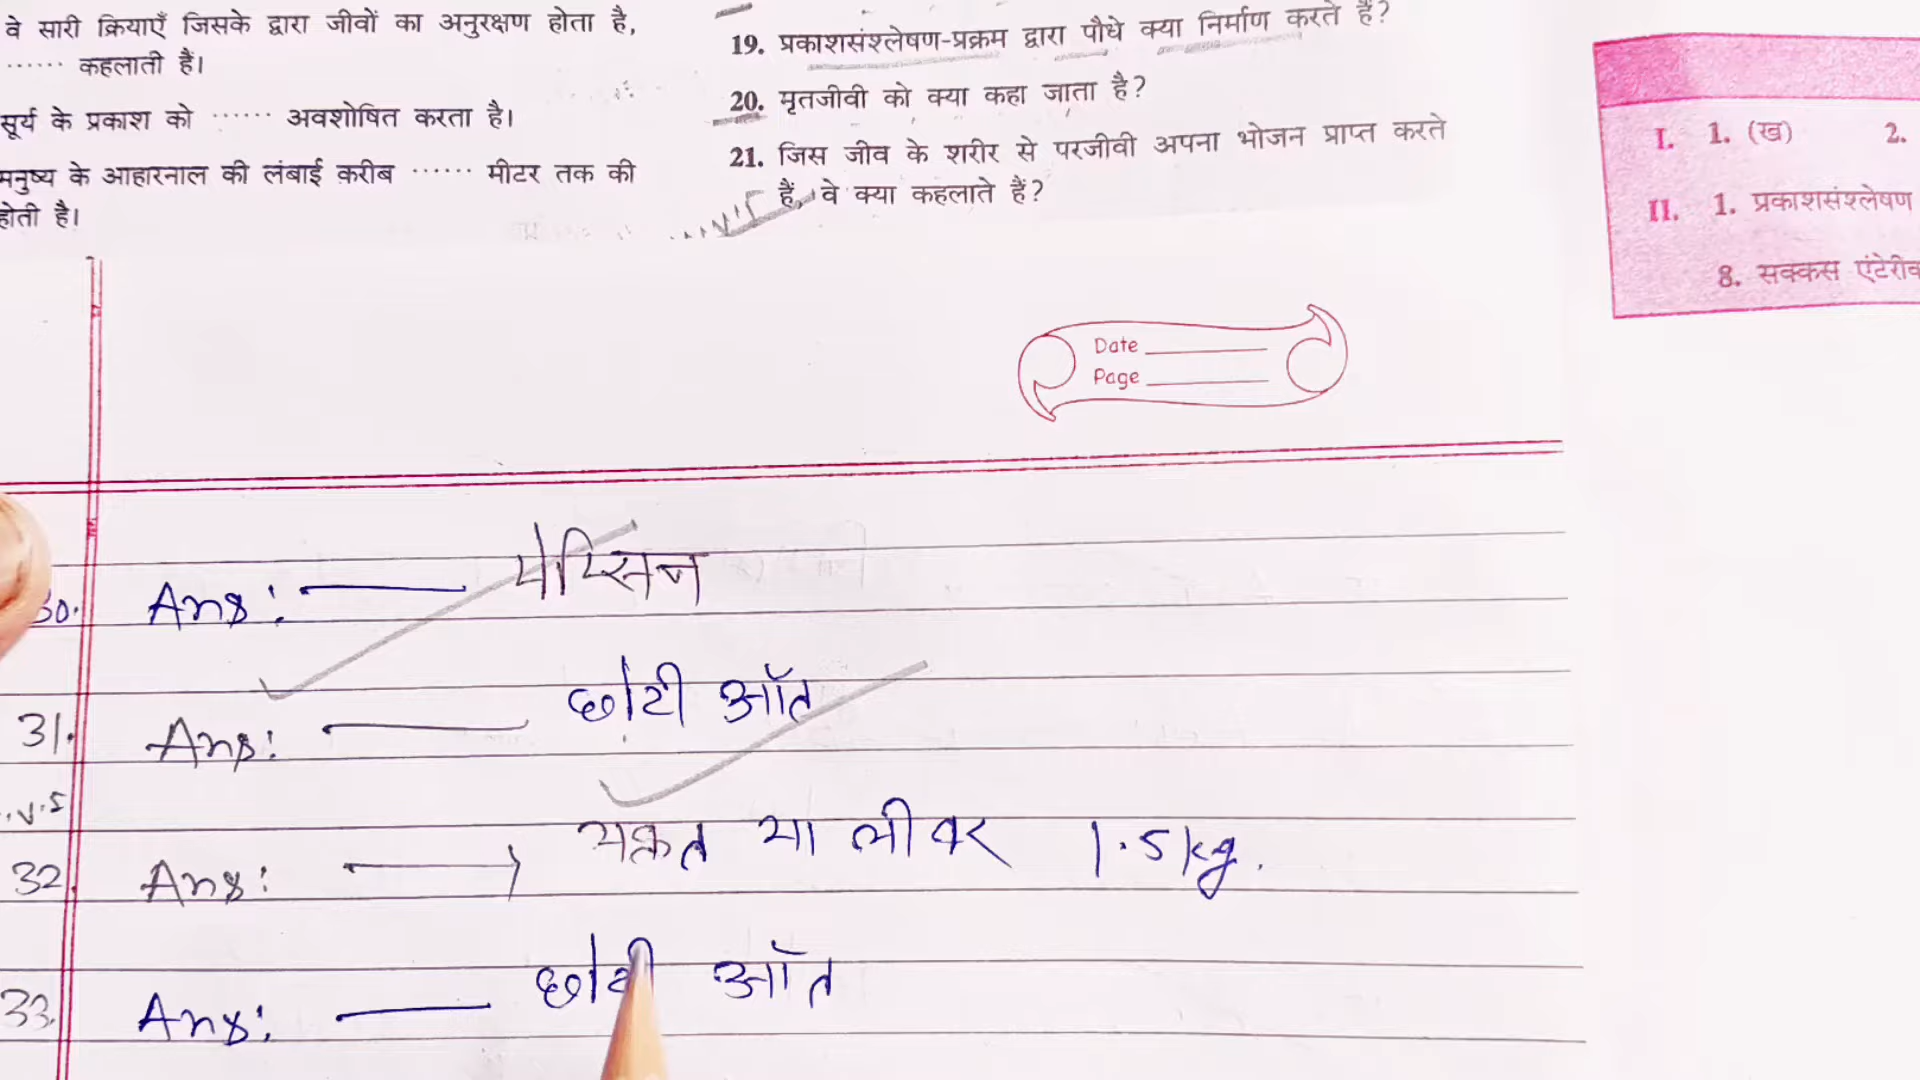 वे सारी क्रियाएँ जिसके द्वारा जीवों का अनुरक्षण होता है,
...... कहलाती हैं।
सूर्य के प्रकाश को ...... अवशोषित करता है।
मनुष्य के आहारनाल की लंबाई क़रीब ...... मीटर तक की
होती है।
19. प्रकाशसंश्लेषण-प्रक्रम द्वारा पौधे क्या निर्माण करते हैं?
20. मृतजीवी को क्या कहा जाता है?
21. जिस जीव के शरीर से परजीवी अपना भोजन प्राप्त करते
हैं, वे क्या कहलाते हैं?
I. 1. (ख) 2.
II. 1. प्रकाशसंश्लेषण
8. सक्कस एंटेरीक
Date
Page
30. Ans: पेप्सिन
31. Ans: छोटी आँत
v.s
32. Ans: यकृत या लीवर 1.5kg.
33. Ans: छोटी आँत